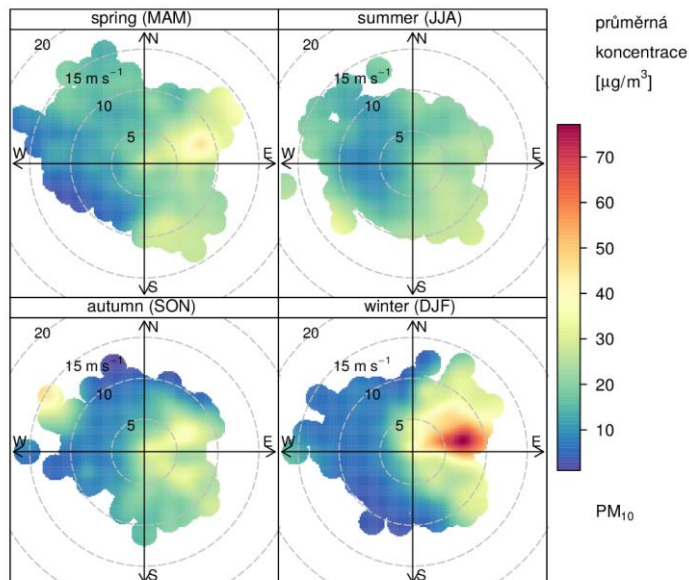 spring (MAM)
20
15 m s⁻¹
10
5
N
W
E
S
summer (JJA)
20
15 m s⁻¹
10
5
N
W
E
S
autumn (SON)
20
15 m s⁻¹
10
5
N
W
E
S
winter (DJF)
20
15 m s⁻¹
10
5
N
W
E
S
průměrná
koncentrace
[µg/m³]
70
60
50
40
30
20
10
PM₁₀